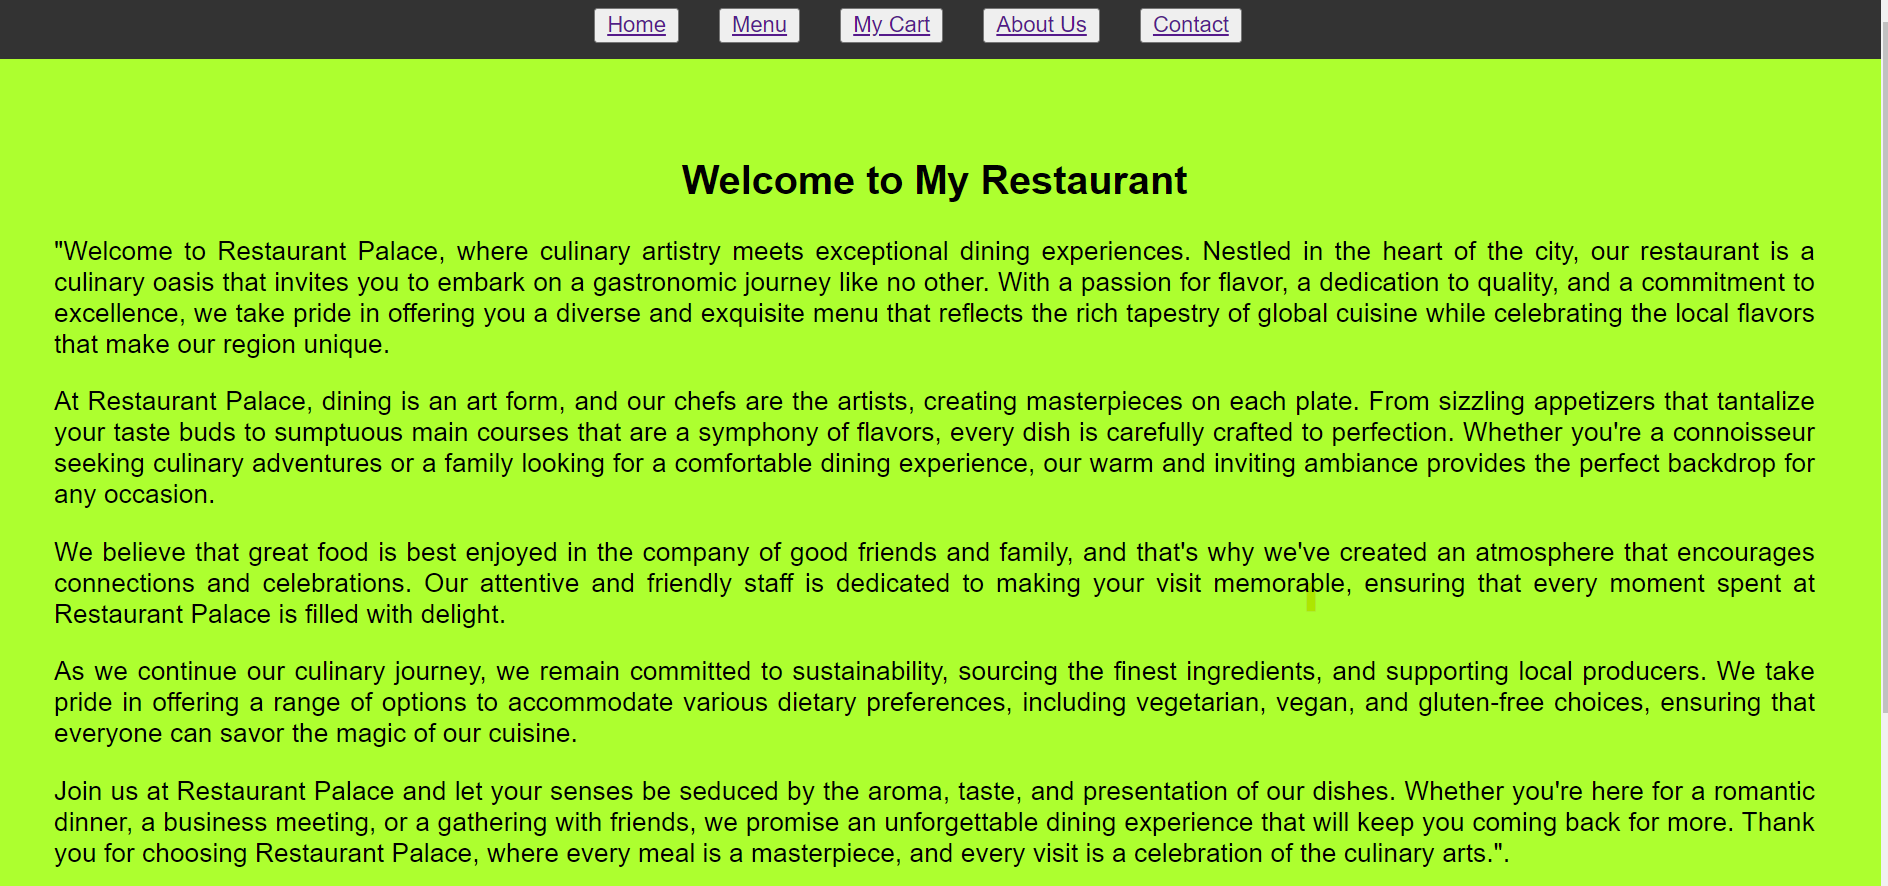 Home Menu My Cart About Us Contact
Welcome to My Restaurant
"Welcome to Restaurant Palace, where culinary artistry meets exceptional dining experiences. Nestled in the heart of the city, our restaurant is a
culinary oasis that invites you to embark on a gastronomic journey like no other. With a passion for flavor, a dedication to quality, and a commitment to
excellence, we take pride in offering you a diverse and exquisite menu that reflects the rich tapestry of global cuisine while celebrating the local flavors
that make our region unique.
At Restaurant Palace, dining is an art form, and our chefs are the artists, creating masterpieces on each plate. From sizzling appetizers that tantalize
your taste buds to sumptuous main courses that are a symphony of flavors, every dish is carefully crafted to perfection. Whether you're a connoisseur
seeking culinary adventures or a family looking for a comfortable dining experience, our warm and inviting ambiance provides the perfect backdrop for
any occasion.
We believe that great food is best enjoyed in the company of good friends and family, and that's why we've created an atmosphere that encourages
connections and celebrations. Our attentive and friendly staff is dedicated to making your visit memorable, ensuring that every moment spent at
Restaurant Palace is filled with delight.
As we continue our culinary journey, we remain committed to sustainability, sourcing the finest ingredients, and supporting local producers. We take
pride in offering a range of options to accommodate various dietary preferences, including vegetarian, vegan, and gluten-free choices, ensuring that
everyone can savor the magic of our cuisine.
Join us at Restaurant Palace and let your senses be seduced by the aroma, taste, and presentation of our dishes. Whether you're here for a romantic
dinner, a business meeting, or a gathering with friends, we promise an unforgettable dining experience that will keep you coming back for more. Thank
you for choosing Restaurant Palace, where every meal is a masterpiece, and every visit is a celebration of the culinary arts.".